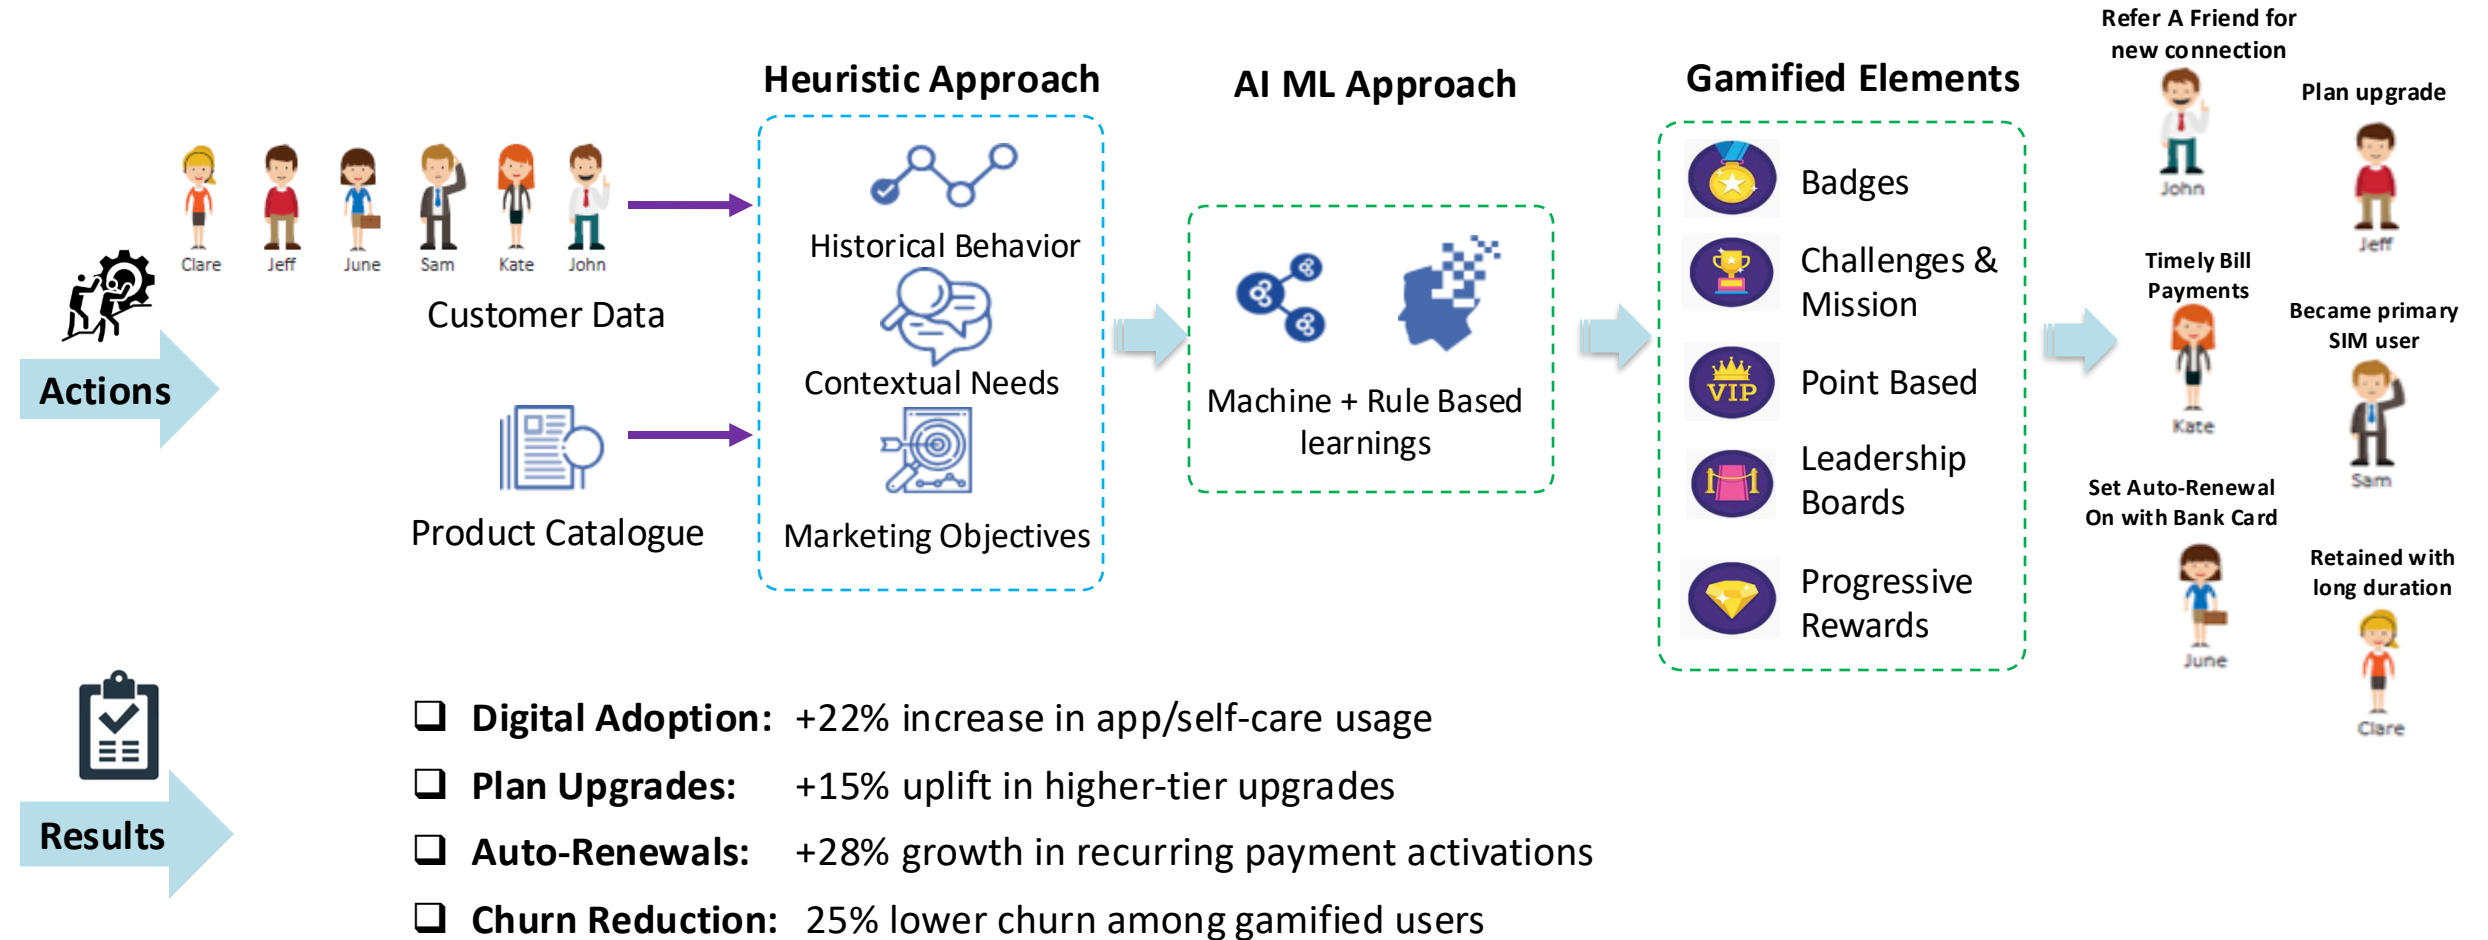 Refer A Friend for
new connection
Heuristic Approach
AI ML Approach
Gamified Elements
Plan upgrade
John
Jeff
Clare
Jeff
June
Sam
Kate
John
Customer Data
Actions
Product Catalogue
Historical Behavior
Contextual Needs
Marketing Objectives
Machine + Rule Based
learnings
Badges
Challenges &
Mission
VIP
Point Based
Leadership
Boards
Progressive
Rewards
Timely Bill
Payments
Kate
Became primary
SIM user
Sam
Set Auto-Renewal
On with Bank Card
June
Retained with
long duration
Clare
Results
❑ Digital Adoption: +22% increase in app/self-care usage
❑ Plan Upgrades: +15% uplift in higher-tier upgrades
❑ Auto-Renewals: +28% growth in recurring payment activations
❑ Churn Reduction: 25% lower churn among gamified users